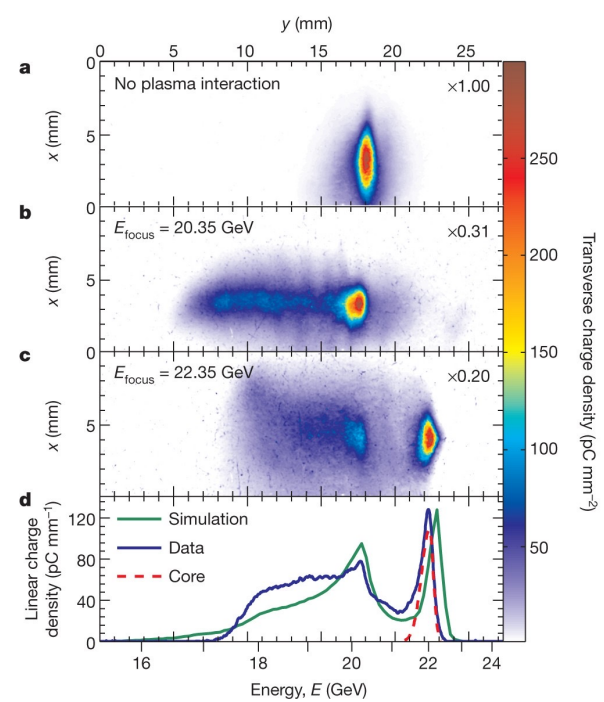 y (mm)
0 5 10 15 20 25
a
No plasma interaction
×1.00
0
5
x (mm)
b
E focus = 20.35 GeV
×0.31
0
5
x (mm)
c
E focus = 22.35 GeV
×0.20
0
5
x (mm)
d
Simulation
Data
Core
120
80
40
0
Linear charge
density (pC mm⁻¹)
16 18 20 22 24
Energy, E (GeV)
250
200
150
100
50
Transverse charge density (pC mm⁻²)